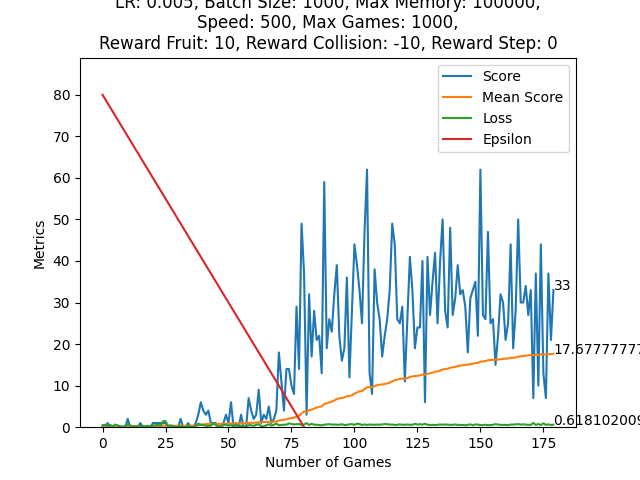 LR: 0.005, Batch Size: 1000, Max Memory: 100000,
Speed: 500, Max Games: 1000,
Reward Fruit: 10, Reward Collision: -10, Reward Step: 0
Score
Mean Score
Loss
Epsilon
80
70
60
50
40
30
20
10
0
Metrics
33
17.67777777
0.618102009
0 25 50 75 100 125 150 175
Number of Games